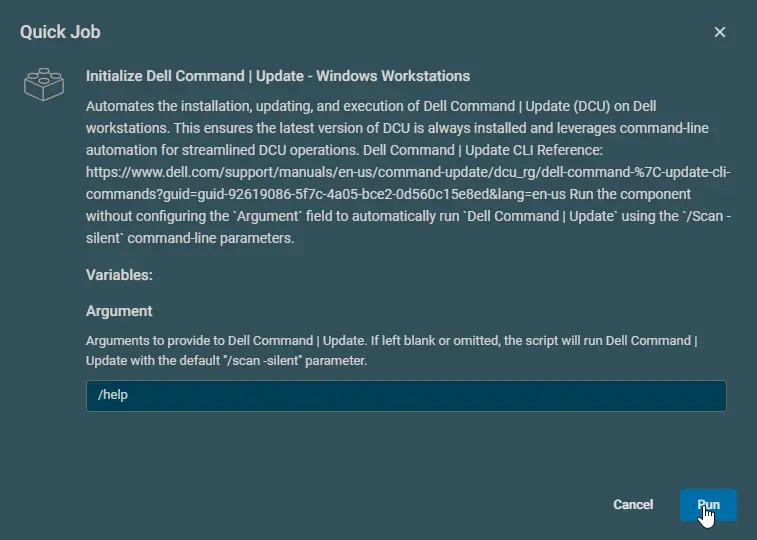 Quick Job
Initialize Dell Command | Update - Windows Workstations
Automates the installation, updating, and execution of Dell Command | Update (DCU) on Dell
workstations. This ensures the latest version of DCU is always installed and leverages command-line
automation for streamlined DCU operations. Dell Command | Update CLI Reference:
https://www.dell.com/support/manuals/en-us/command-update/dcu_rg/dell-command-%7C-update-cli-
commands?guid=guid-92619086-5f7c-4a05-bce2-0d560c15e8ed&lang=en-us Run the component
without configuring the `Argument` field to automatically run `Dell Command | Update` using the `/Scan -
silent` command-line parameters.
Variables:
Argument
Arguments to provide to Dell Command | Update. If left blank or omitted, the script will run Dell Command |
Update with the default "/scan -silent" parameter.
/help
Cancel
Run